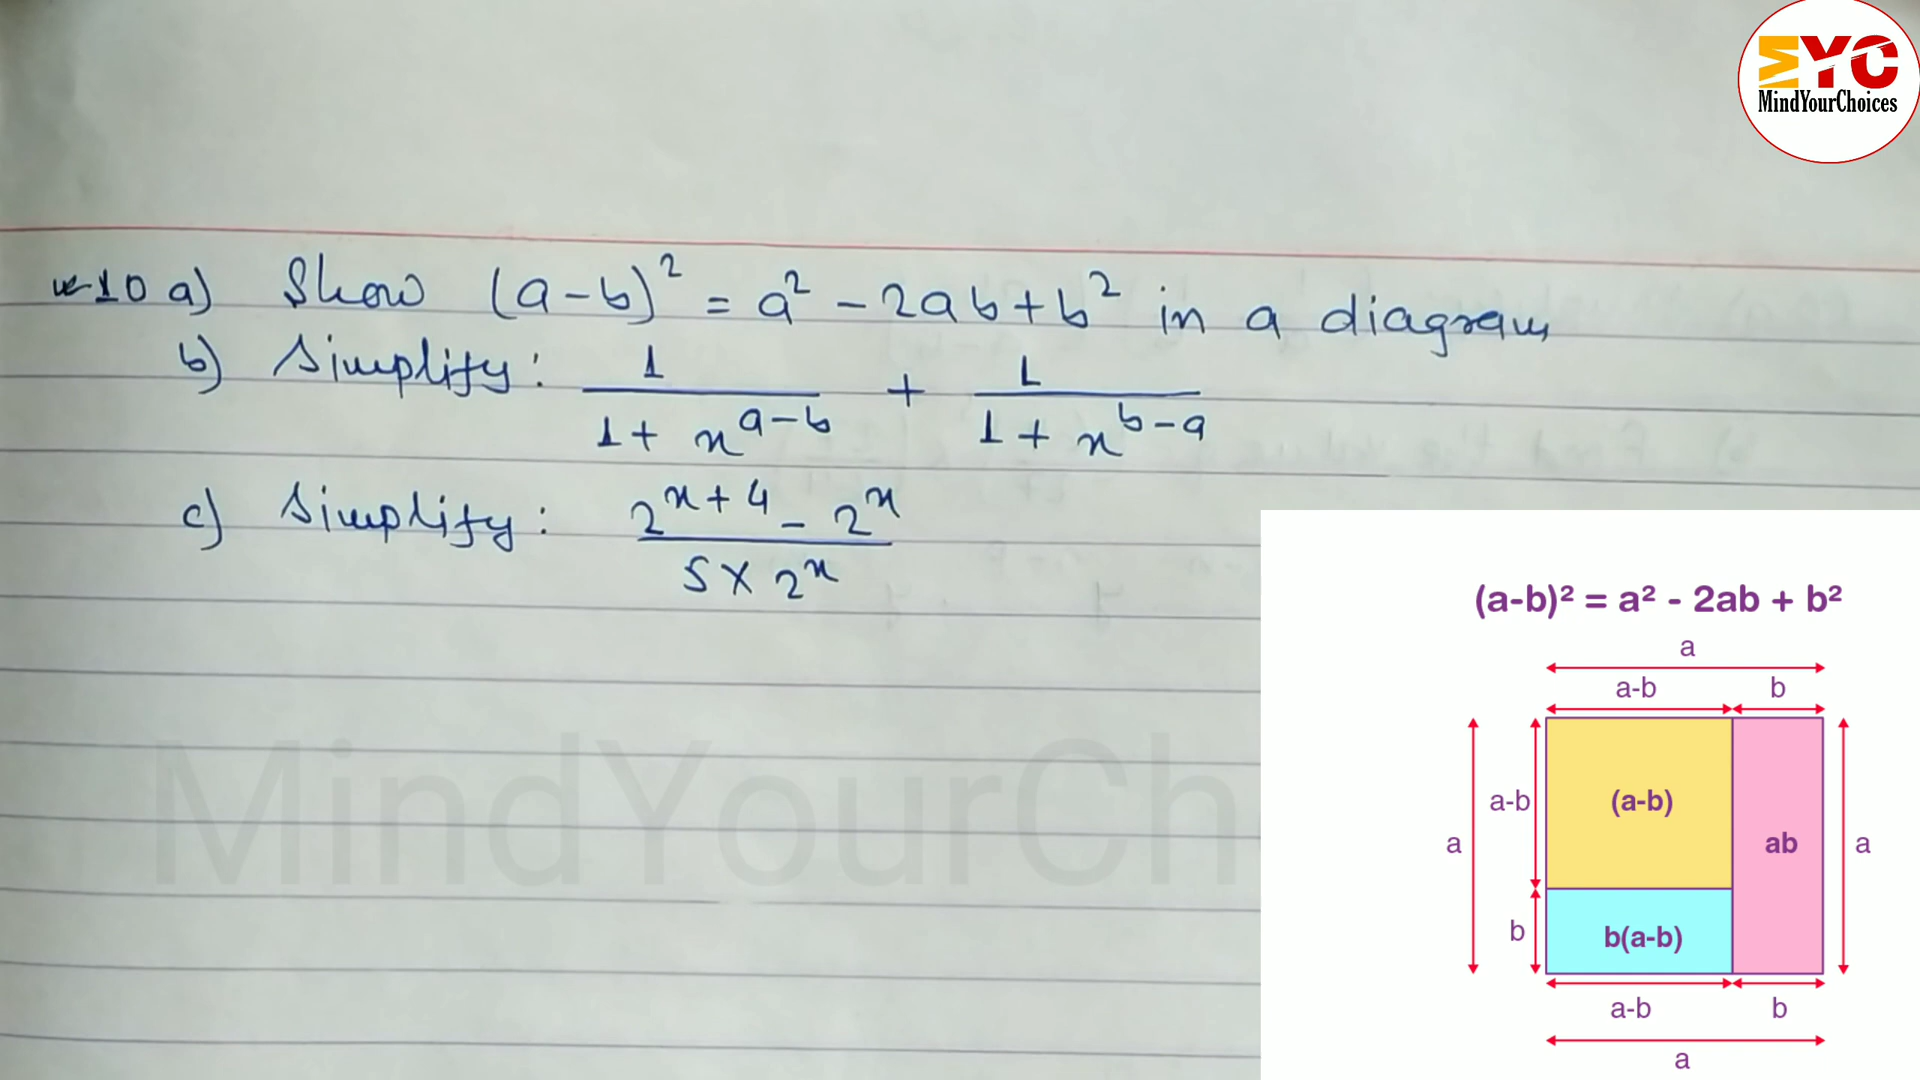 MYC
MindYourChoices
10 a) Show (a-b)² = a² - 2ab + b² in a diagram
b) Simplify: 1/(1 + x^(a-b)) + 1/(1 + x^(b-a))
c) Simplify: (2^(x+4) - 2^x)/(5 × 2^x)
(a-b)² = a² - 2ab + b²
a
a-b b
a-b (a-b)
a ab a
b b(a-b)
a-b b
a
MindYourCh